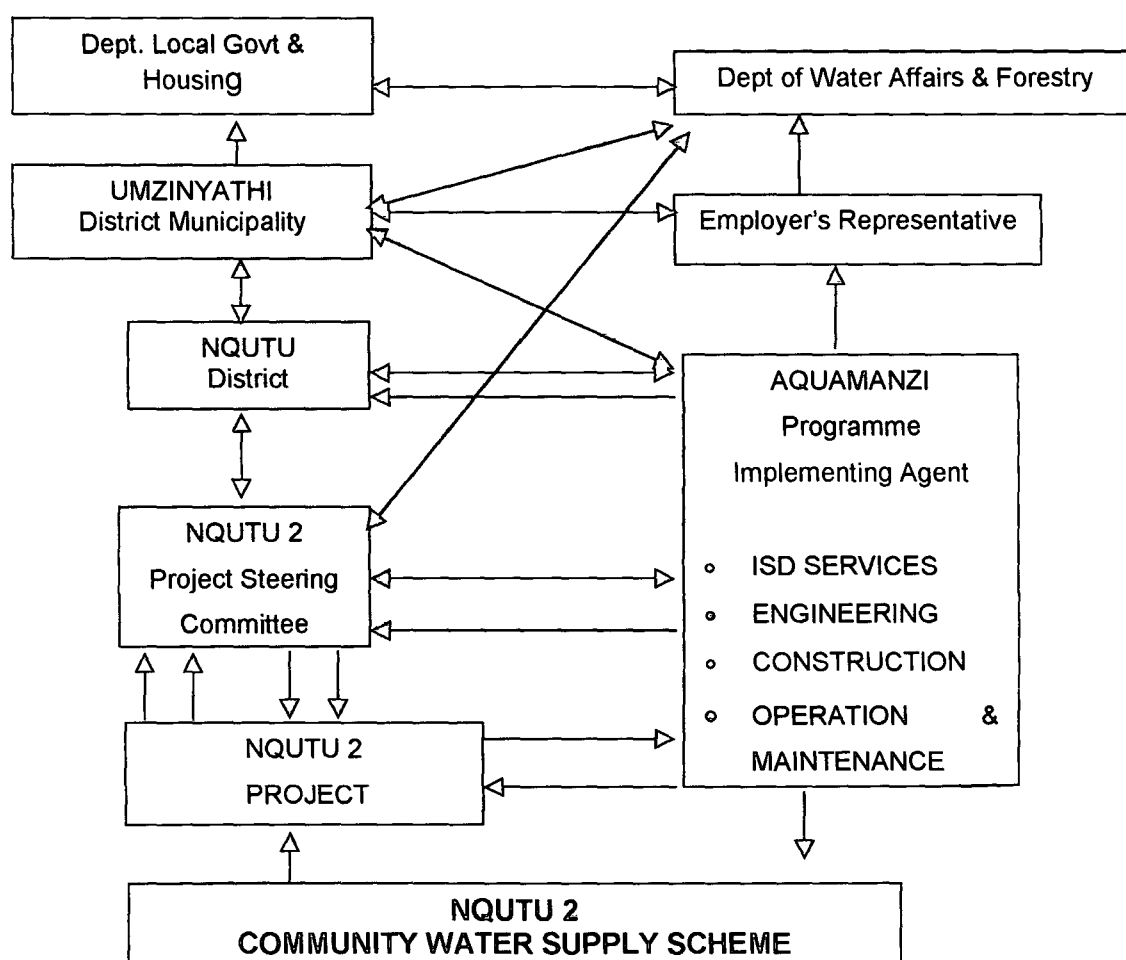 Dept. Local Govt &
Housing
Dept of Water Affairs & Forestry
UMZINYATHI
District Municipality
Employer's Representative
NQUTU
District
AQUAMANZI
Programme
Implementing Agent
ISD SERVICES
ENGINEERING
CONSTRUCTION
OPERATION &
MAINTENANCE
NQUTU 2
Project Steering
Committee
NQUTU 2
PROJECT
NQUTU 2
COMMUNITY WATER SUPPLY SCHEME